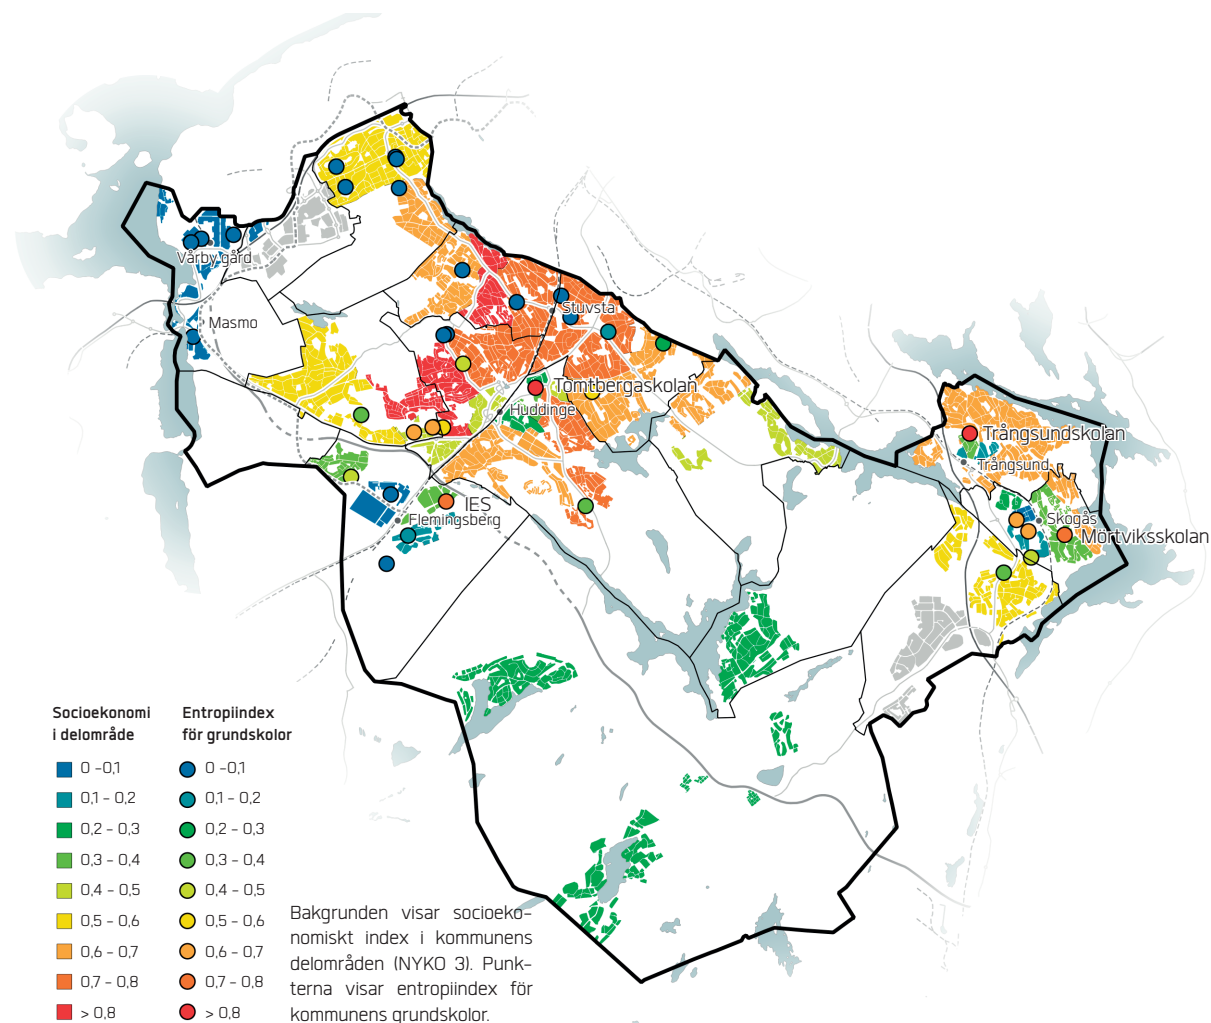 Vårby gård
Masmo
Stuvsta
Tomtbergaskolan
Huddinge
Trångsundskolan
Trångsund
IES
Flemingsberg
Skogås
Mörtviksskolan
Socioekonomi
i delområde
0 –0,1
0,1 – 0,2
0,2 – 0,3
0,3 – 0,4
0,4 – 0,5
0,5 – 0,6
0,6 – 0,7
0,7 – 0,8
> 0,8
Entropiindex
för grundskolor
0 –0,1
0,1 – 0,2
0,2 – 0,3
0,3 – 0,4
0,4 – 0,5
0,5 – 0,6
0,6 – 0,7
0,7 – 0,8
> 0,8
Bakgrunden visar socioeko-
nomiskt index i kommunens
delområden (NYKO 3). Punk-
terna visar entropiindex för
kommunens grundskolor.